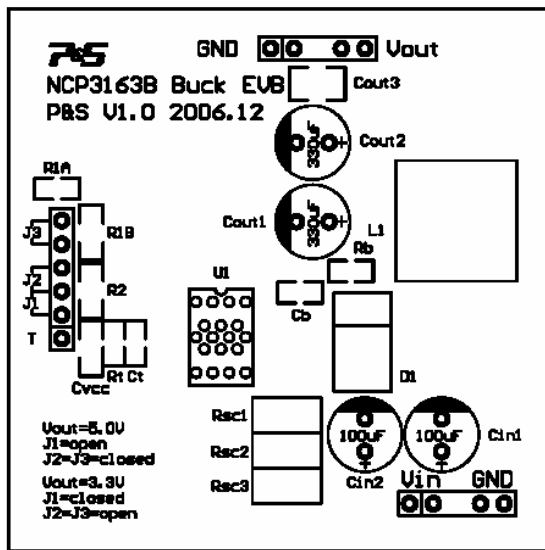 P&S
GND Vout
NCP3163B Buck EVB
P&S V1.0 2006.12
Cout3
330uF
Cout2
R1A
J3
R1B
Cout1
330uF
L1
Rb
J2
U1
R2
Cb
J1
T
Rt Ct
D1
Cvcc
Rsc1
Vout=5.0V
J1=open
J2=J3=closed
100uF
100uF
Cin1
Rsc2
Vout=3.3V
J1=closed
J2=J3=open
Rsc3
Cin2
Vin GND